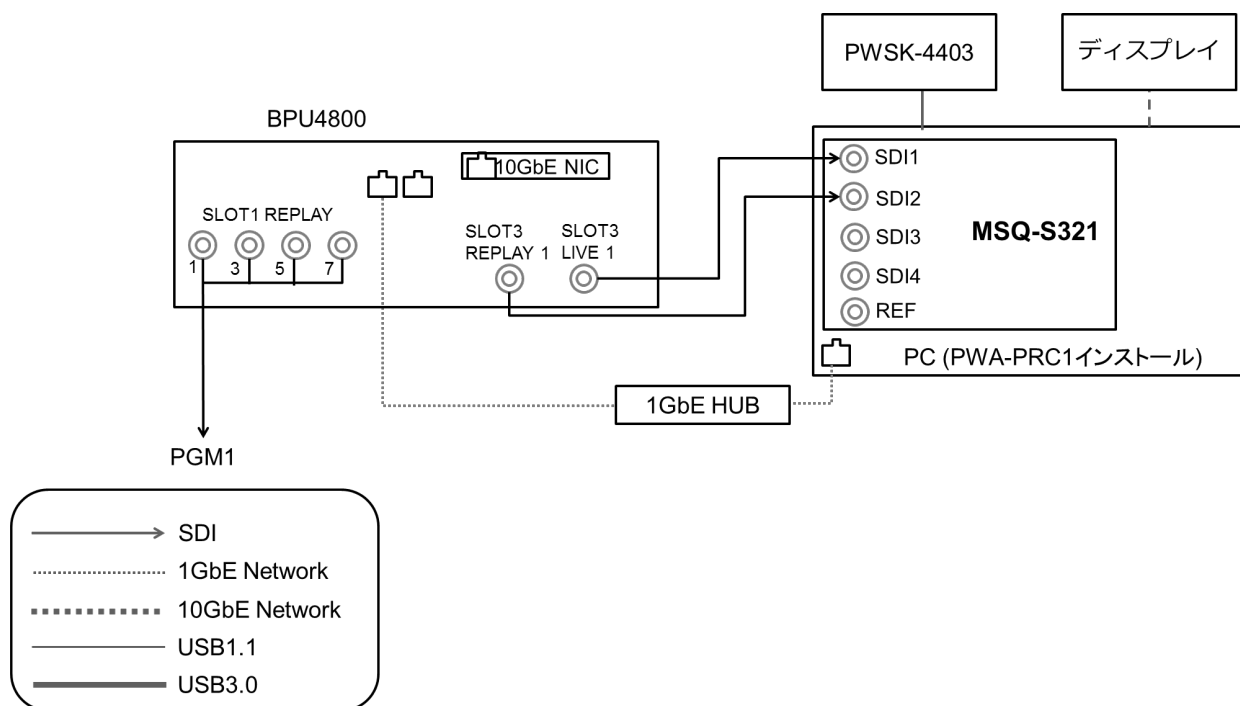 PWSK-4403
ディスプレイ
BPU4800
10GbE NIC
SLOT1 REPLAY
1
3
5
7
SLOT3
REPLAY 1
SLOT3
LIVE 1
SDI1
SDI2
SDI3
SDI4
REF
MSQ-S321
PC (PWA-PRC1インストール)
1GbE HUB
PGM1
SDI
1GbE Network
10GbE Network
USB1.1
USB3.0